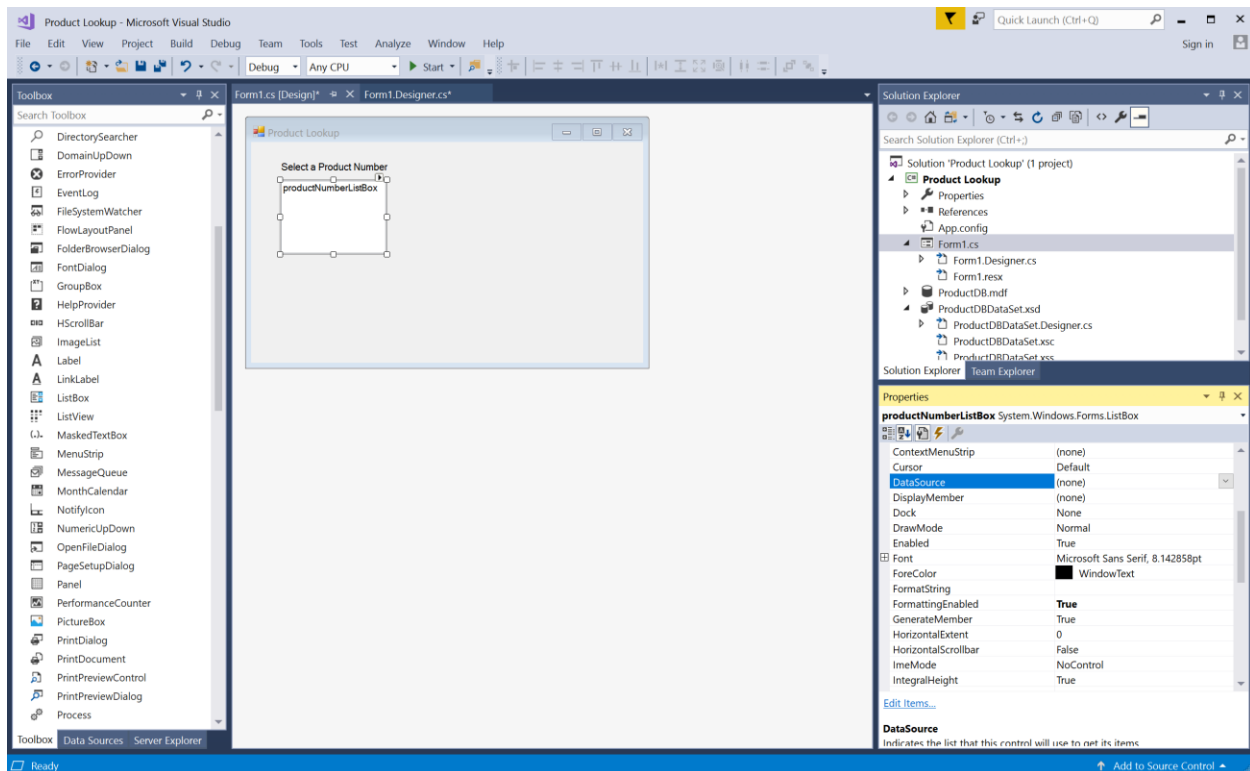 Product Lookup - Microsoft Visual Studio
Quick Launch (Ctrl+Q)
File Edit View Project Build Debug Team Tools Test Analyze Window Help
Sign in
Debug Any CPU Start
Toolbox
Search Toolbox
DirectorySearcher
DomainUpDown
ErrorProvider
EventLog
FileSystemWatcher
FlowLayoutPanel
FolderBrowserDialog
FontDialog
GroupBox
HelpProvider
HScrollBar
ImageList
Label
LinkLabel
ListBox
ListView
MaskedTextBox
MenuStrip
MessageQueue
MonthCalendar
NotifyIcon
NumericUpDown
OpenFileDialog
PageSetupDialog
Panel
PerformanceCounter
PictureBox
PrintDialog
PrintDocument
PrintPreviewControl
PrintPreviewDialog
Process
Toolbox Data Sources Server Explorer
Form1.cs [Design]* Form1.Designer.cs*
Product Lookup
Select a Product Number
productNumberListBox
Solution Explorer
Search Solution Explorer (Ctrl+;)
Solution 'Product Lookup' (1 project)
Product Lookup
Properties
References
App.config
Form1.cs
Form1.Designer.cs
Form1.resx
ProductDB.mdf
ProductDBDataSet.xsd
ProductDBDataSet.Designer.cs
ProductDBDataSet.xsc
ProductDBDataSet.xss
Solution Explorer Team Explorer
Properties
productNumberListBox System.Windows.Forms.ListBox
ContextMenuStrip (none)
Cursor Default
DataSource (none)
DisplayMember (none)
Dock None
DrawMode Normal
Enabled True
Font Microsoft Sans Serif, 8.142858pt
ForeColor WindowText
FormatString
FormattingEnabled True
GenerateMember True
HorizontalExtent 0
HorizontalScrollbar False
ImeMode NoControl
IntegralHeight True
Edit Items...
DataSource
Indicates the list that this control will use to get its items
Ready
Add to Source Control